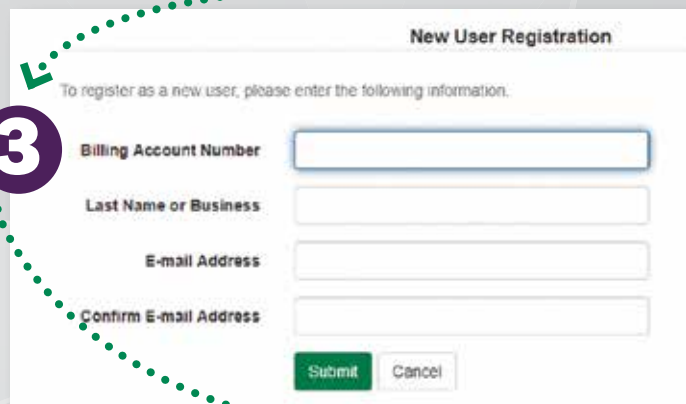 New User Registration
To register as a new user, please enter the following information.
3
Billing Account Number
Last Name or Business
E-mail Address
Confirm E-mail Address
Submit Cancel